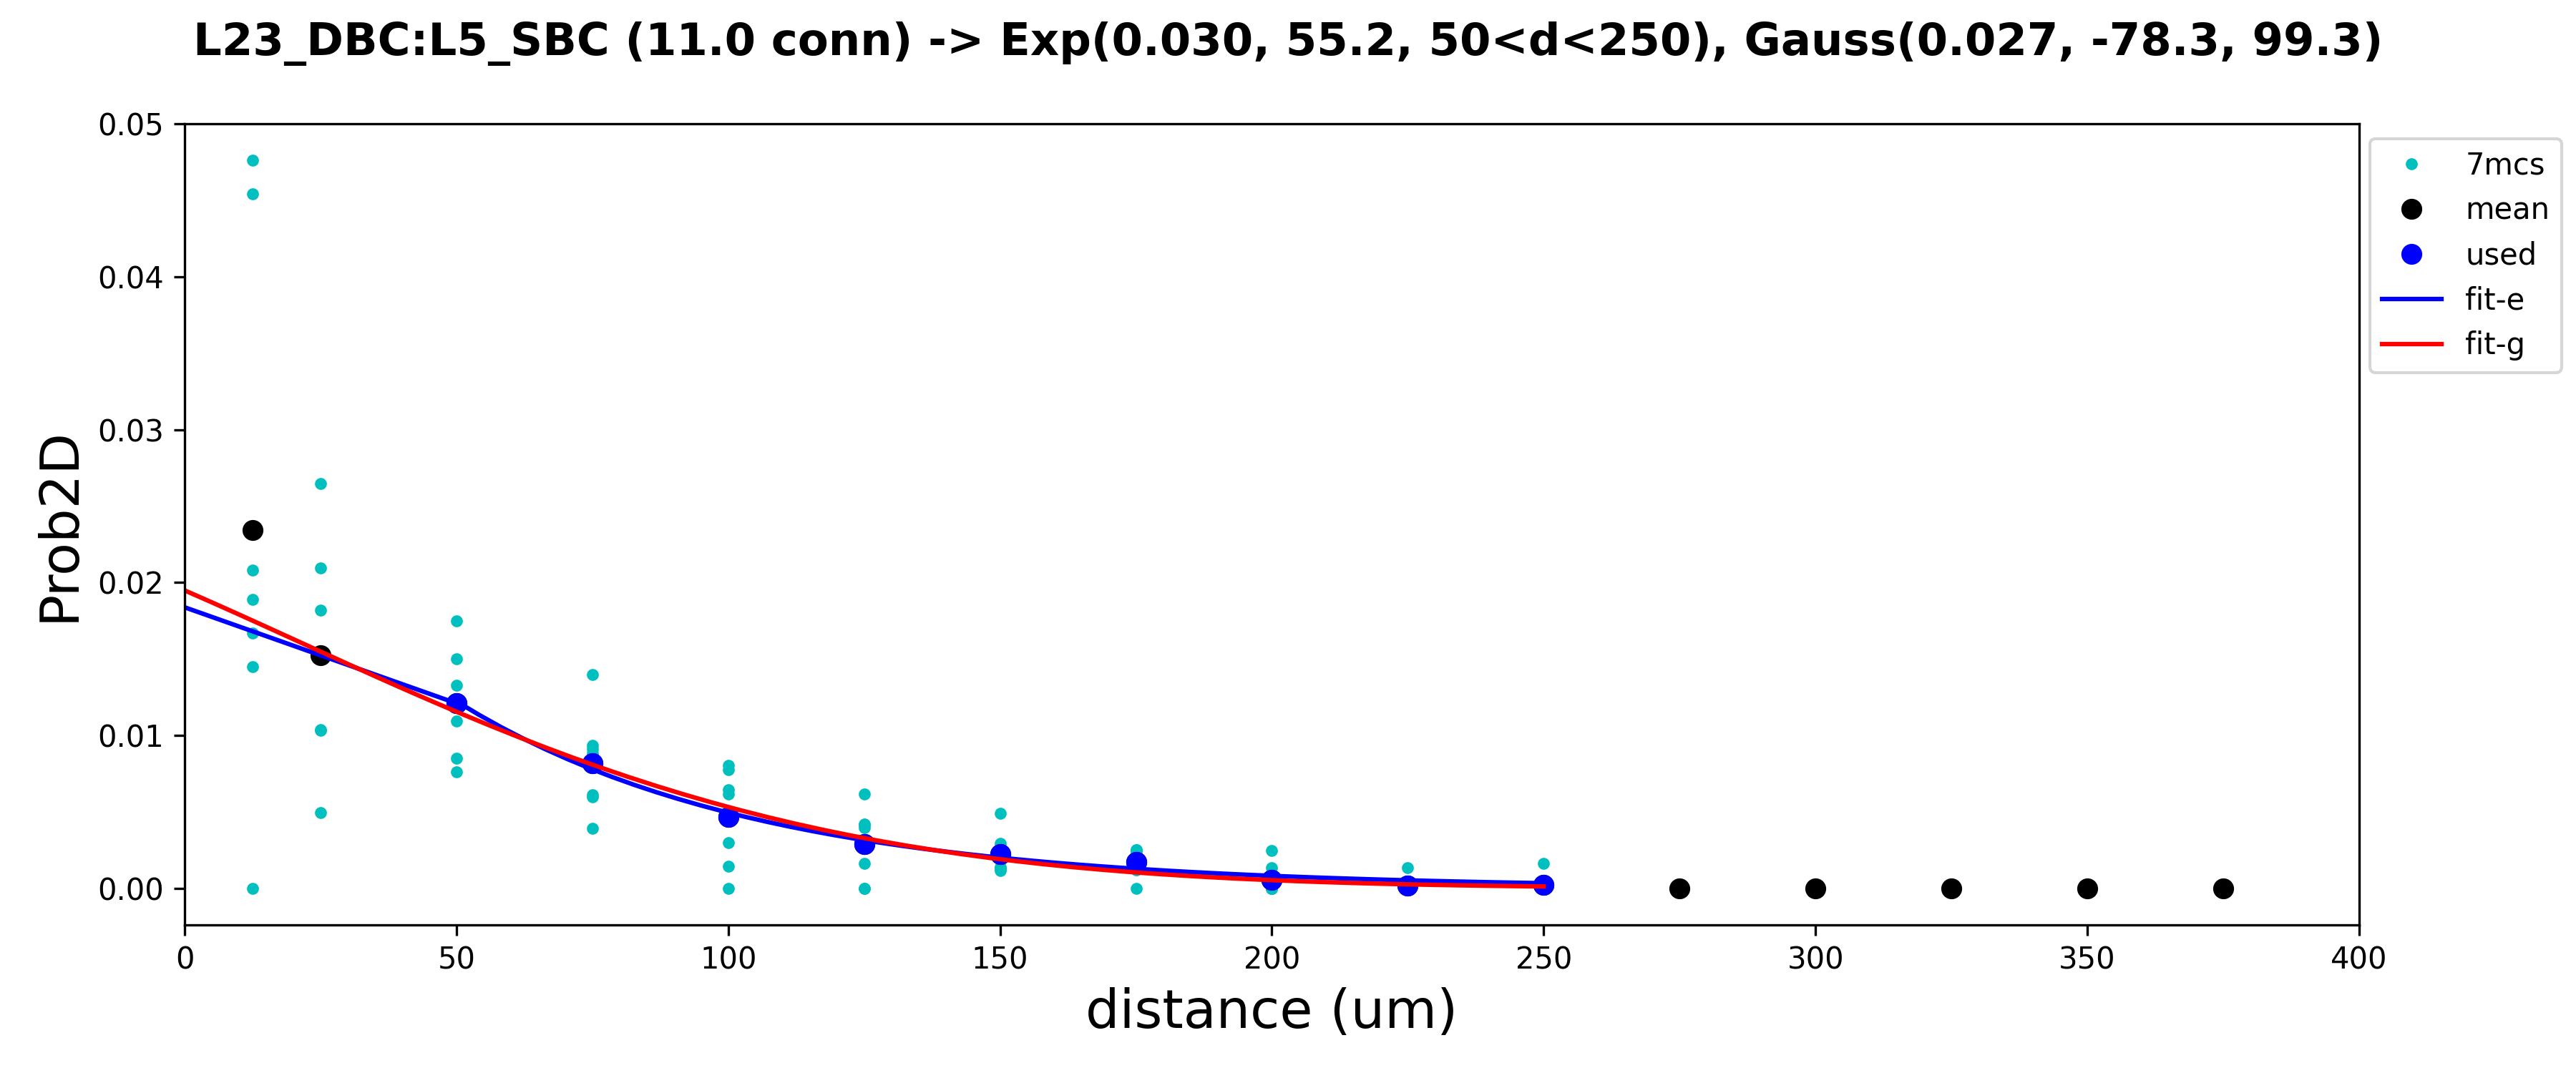 L23_DBC:L5_SBC (11.0 conn) -> Exp(0.030, 55.2, 50<d<250), Gauss(0.027, -78.3, 99.3)
0.05
0.04
0.03
0.02
0.01
0.00
Prob2D
0 50 100 150 200 250 300 350 400
distance (um)
7mcs
mean
used
fit-e
fit-g